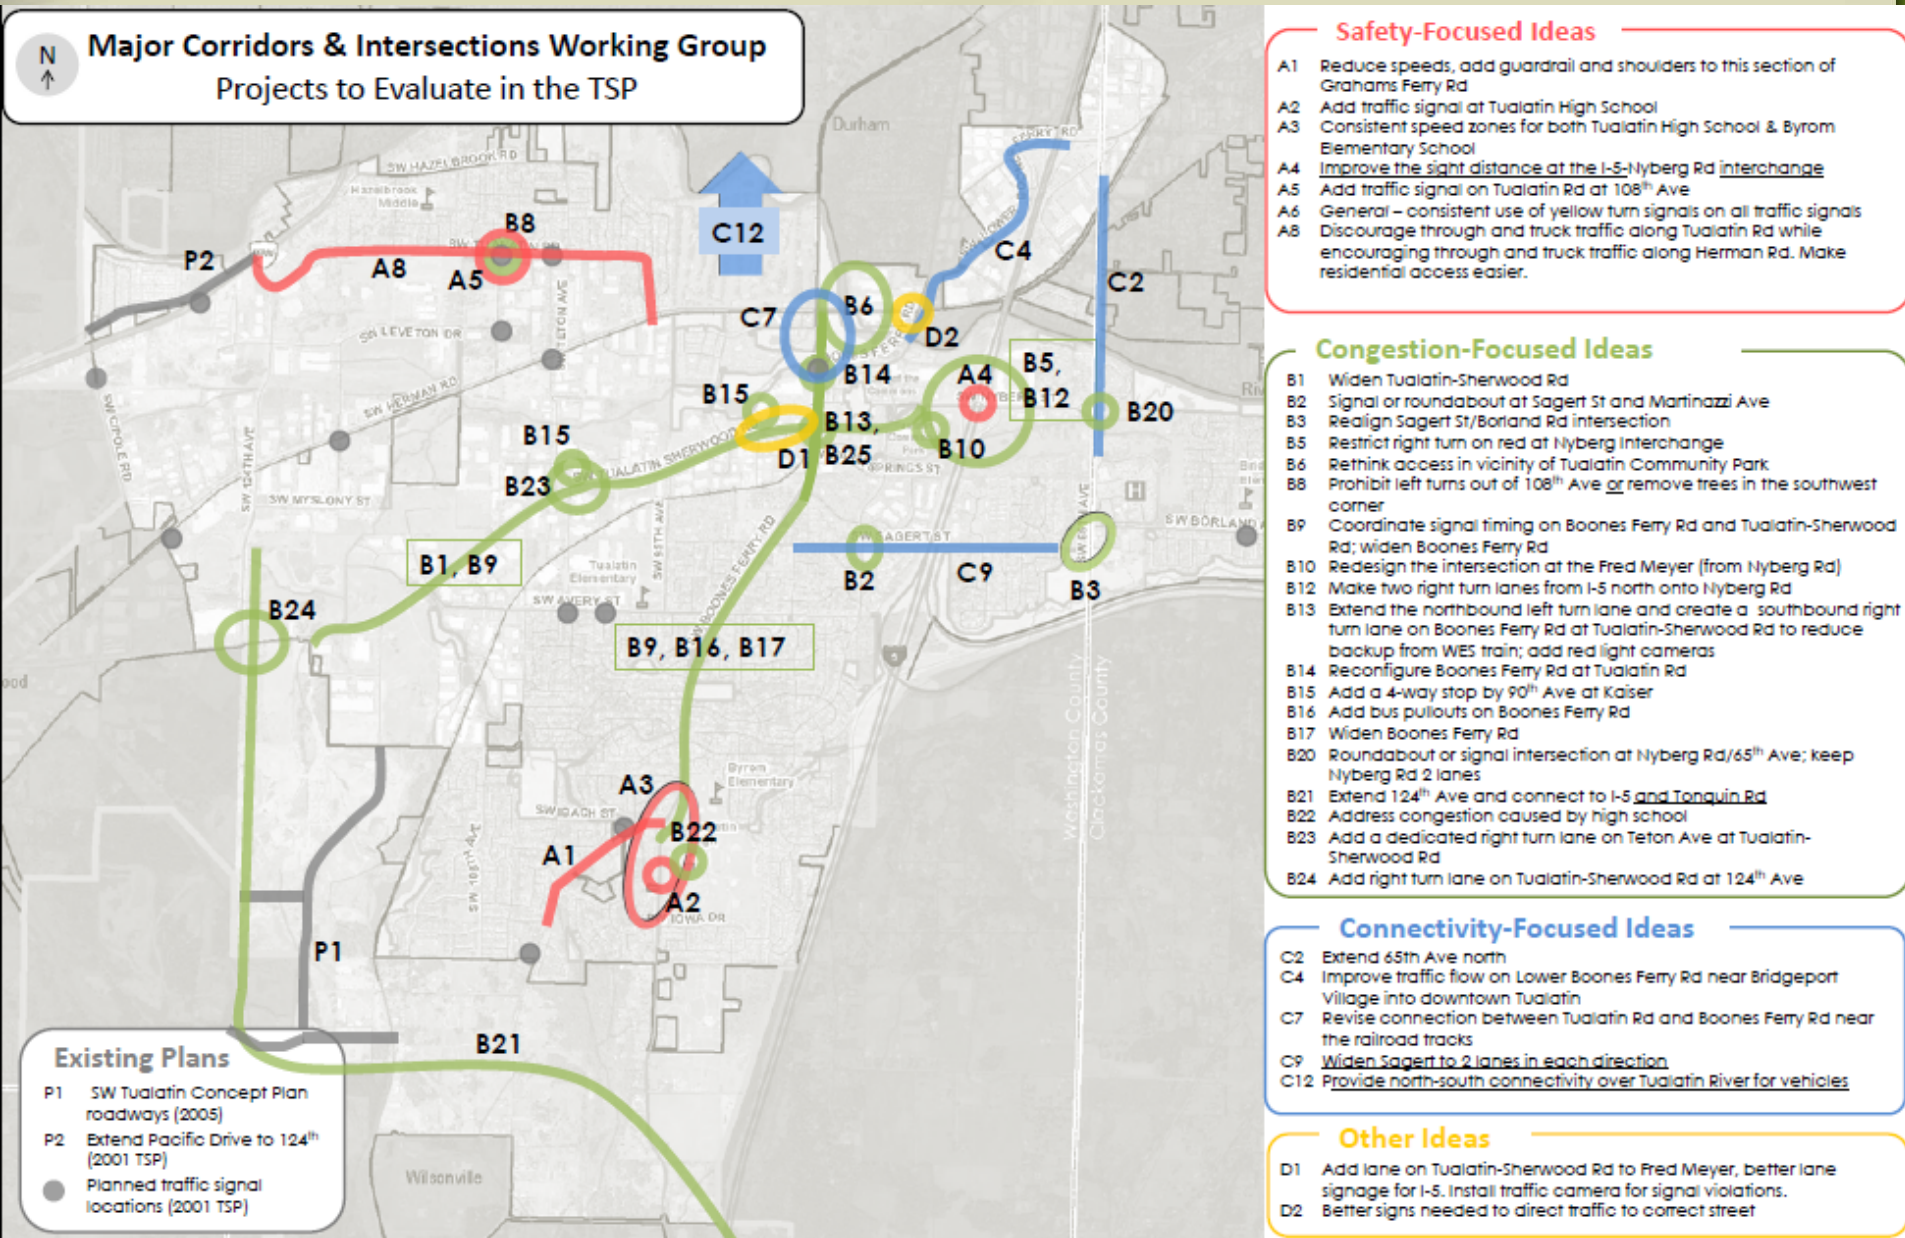 Major Corridors & Intersections Working Group
Projects to Evaluate in the TSP
N
Durham
SW HAZELBROOK RD
Hazelbrook
Middle
C12
P2
A8
B8
A5
C4
C2
C7
B6
D2
SW LEVETON DR
B14
A4
B5,
B12
B20
SW HERMAN RD
B15
B13,
B25
B10
D1
B15
B23
SW CIPOLE RD
SW 124TH AVE
SW MYSLONY ST
SW TUALATIN SHERWOOD
SW BOONES FERRY RD
SW BORLAND
B1, B9
Tualatin
Elementary
SW AVERY ST
B2
C9
B3
B24
B9, B16, B17
5
Washington County
Clackamas County
A3
Byrom
Elementary
SW IBACH ST
B22
A1
A2
IOWA DR
SW 108TH AVE
P1
B21
Wilsonville
Existing Plans
P1 SW Tualatin Concept Plan
roadways (2005)
P2 Extend Pacific Drive to 124th
(2001 TSP)
Planned traffic signal
locations (2001 TSP)
Safety-Focused Ideas
A1 Reduce speeds, add guardrail and shoulders to this section of
Grahams Ferry Rd
A2 Add traffic signal at Tualatin High School
A3 Consistent speed zones for both Tualatin High School & Byrom
Elementary School
A4 Improve the sight distance at the I-5-Nyberg Rd interchange
A5 Add traffic signal on Tualatin Rd at 108th Ave
A6 General – consistent use of yellow turn signals on all traffic signals
A8 Discourage through and truck traffic along Tualatin Rd while
encouraging through and truck traffic along Herman Rd. Make
residential access easier.
Congestion-Focused Ideas
B1 Widen Tualatin-Sherwood Rd
B2 Signal or roundabout at Sagert St and Martinazzi Ave
B3 Realign Sagert St/Borland Rd intersection
B5 Restrict right turn on red at Nyberg Interchange
B6 Rethink access in vicinity of Tualatin Community Park
B8 Prohibit left turns out of 108th Ave or remove trees in the southwest
corner
B9 Coordinate signal timing on Boones Ferry Rd and Tualatin-Sherwood
Rd; widen Boones Ferry Rd
B10 Redesign the intersection at the Fred Meyer (from Nyberg Rd)
B12 Make two right turn lanes from I-5 north onto Nyberg Rd
B13 Extend the northbound left turn lane and create a southbound right
turn lane on Boones Ferry Rd at Tualatin-Sherwood Rd to reduce
backup from WES train; add red light cameras
B14 Reconfigure Boones Ferry Rd at Tualatin Rd
B15 Add a 4-way stop by 90th Ave at Kaiser
B16 Add bus pullouts on Boones Ferry Rd
B17 Widen Boones Ferry Rd
B20 Roundabout or signal intersection at Nyberg Rd/65th Ave; keep
Nyberg Rd 2 lanes
B21 Extend 124th Ave and connect to I-5 and Tonquin Rd
B22 Address congestion caused by high school
B23 Add a dedicated right turn lane on Teton Ave at Tualatin-
Sherwood Rd
B24 Add right turn lane on Tualatin-Sherwood Rd at 124th Ave
Connectivity-Focused Ideas
C2 Extend 65th Ave north
C4 Improve traffic flow on Lower Boones Ferry Rd near Bridgeport
Village into downtown Tualatin
C7 Revise connection between Tualatin Rd and Boones Ferry Rd near
the railroad tracks
C9 Widen Sagert to 2 lanes in each direction
C12 Provide north-south connectivity over Tualatin River for vehicles
Other Ideas
D1 Add lane on Tualatin-Sherwood Rd to Fred Meyer, better lane
signage for I-5. Install traffic camera for signal violations.
D2 Better signs needed to direct traffic to correct street